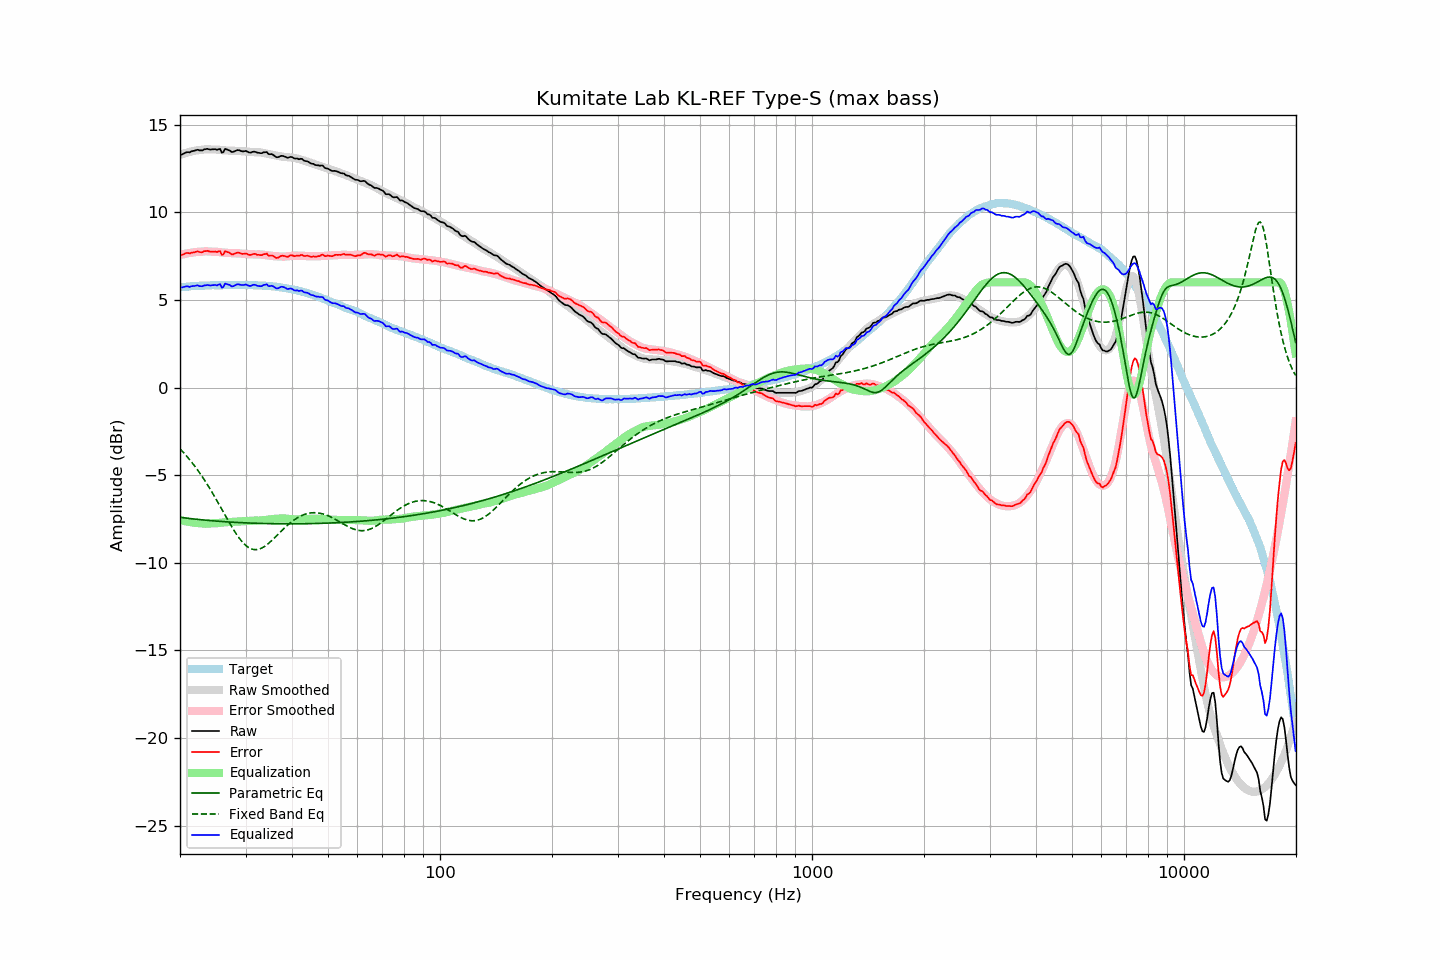 Kumitate Lab KL-REF Type-S (max bass)
15
10
5
0
−5
−10
−15
−20
−25
Amplitude (dBr)
Target
Raw Smoothed
Error Smoothed
Raw
Error
Equalization
Parametric Eq
Fixed Band Eq
Equalized
100 1000 10000
Frequency (Hz)